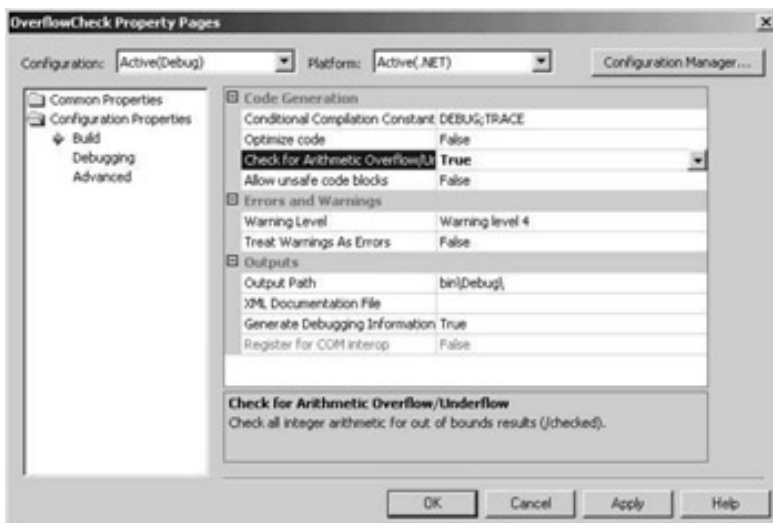 OverflowCheck Property Pages
Configuration: Active(Debug) Platform: Active(.NET) Configuration Manager...
Common Properties
Configuration Properties
Build
Debugging
Advanced
Code Generation
Conditional Compilation Constant DEBUG;TRACE
Optimize code False
Check for Arithmetic Overflow/Un True
Allow unsafe code blocks False
Errors and Warnings
Warning Level Warning level 4
Treat Warnings As Errors False
Outputs
Output Path bin\Debug\
XML Documentation File
Generate Debugging Information True
Register for COM interop False
Check for Arithmetic Overflow/Underflow
Check all integer arithmetic for out of bounds results (/checked).
OK Cancel Apply Help